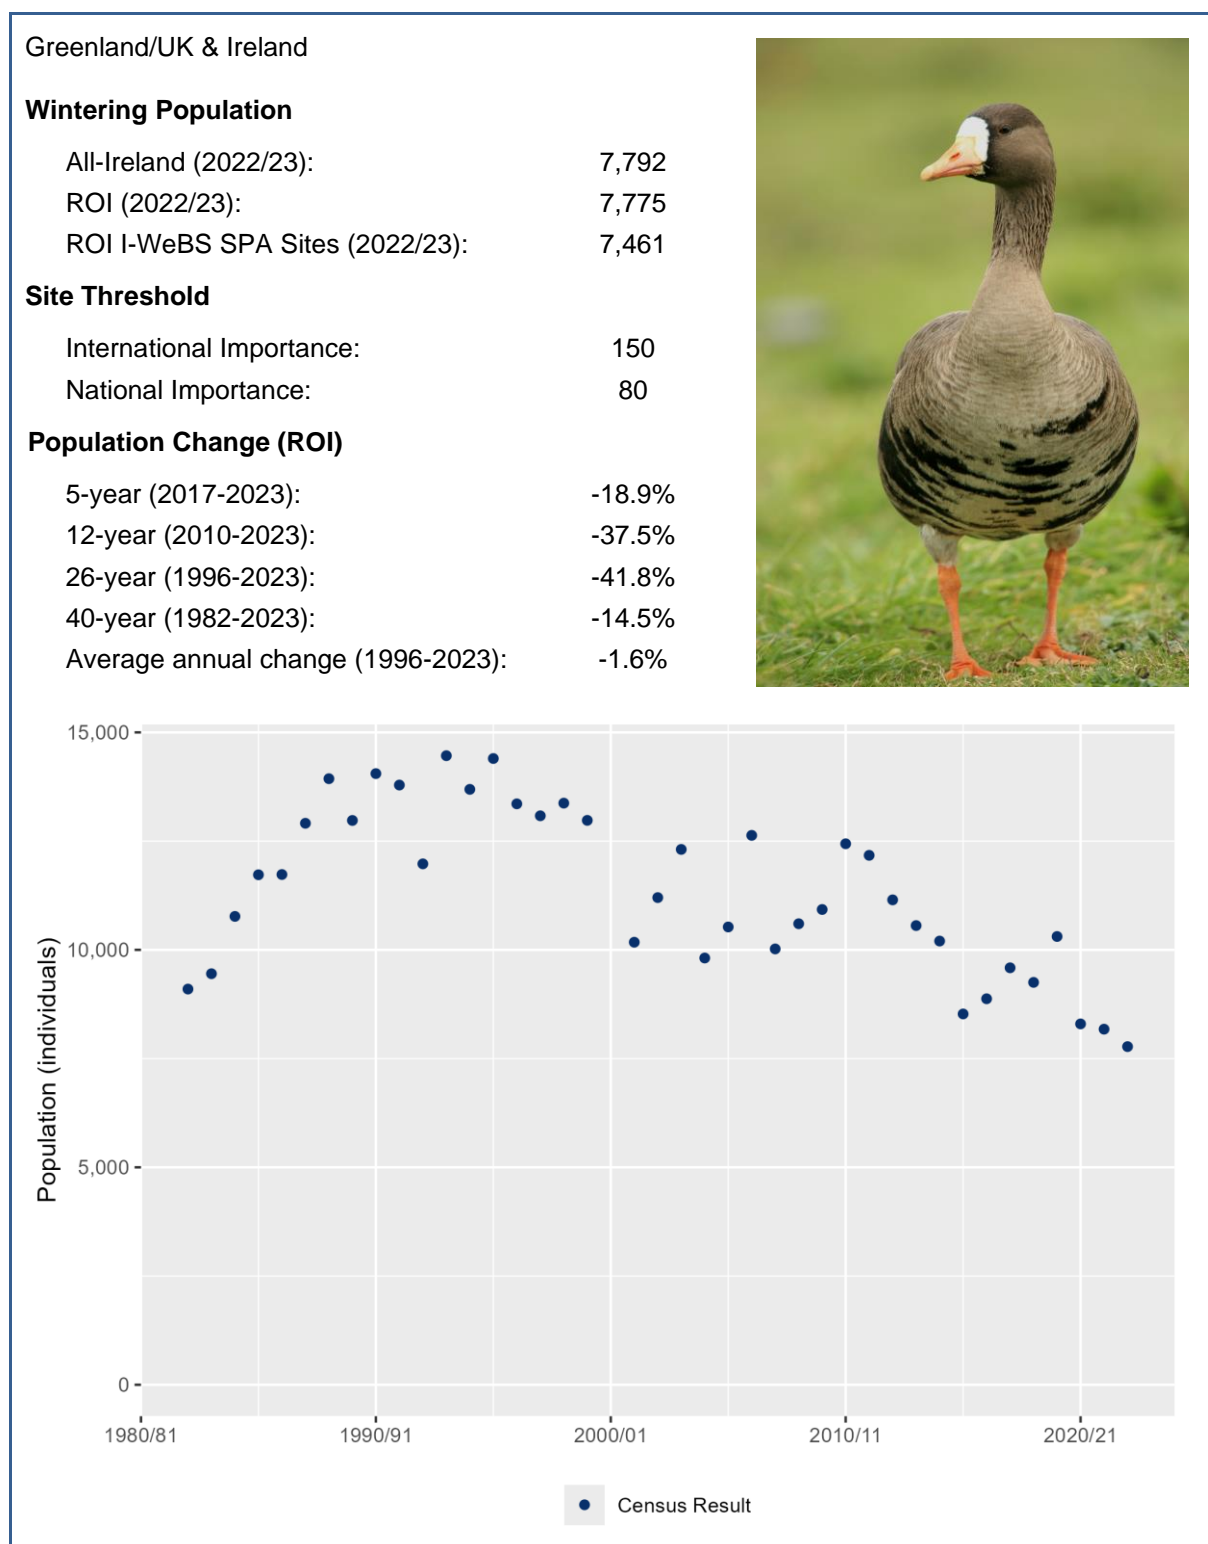 Greenland/UK & Ireland
Wintering Population
All-Ireland (2022/23): 7,792
ROI (2022/23): 7,775
ROI I-WeBS SPA Sites (2022/23): 7,461
Site Threshold
International Importance: 150
National Importance: 80
Population Change (ROI)
5-year (2017-2023): -18.9%
12-year (2010-2023): -37.5%
26-year (1996-2023): -41.8%
40-year (1982-2023): -14.5%
Average annual change (1996-2023): -1.6%
Population (individuals)
15,000
10,000
5,000
0
1980/81 1990/91 2000/01 2010/11 2020/21
Census Result